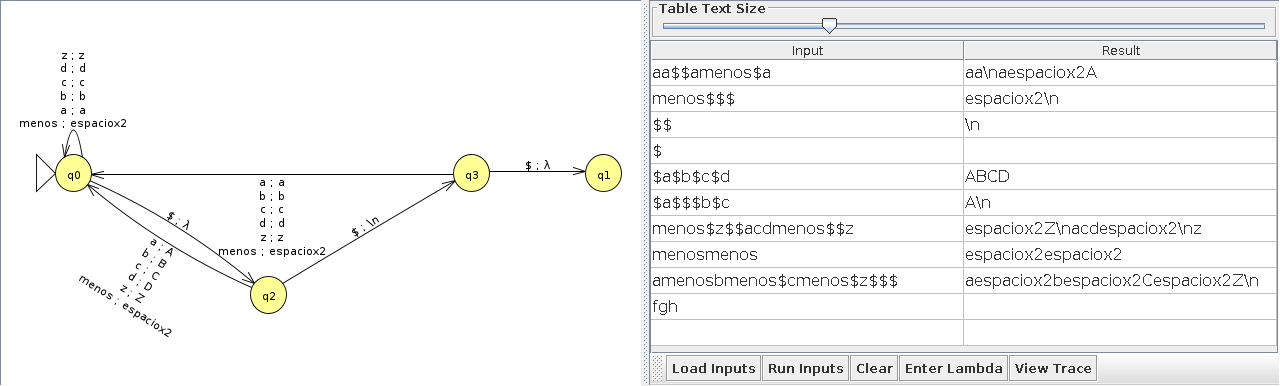 z ; z
d ; d
c ; c
b ; b
a ; a
menos ; espaciox2
q0
q3
$ ; λ
q1
a ; a
b ; b
c ; c
d ; d
z ; z
menos ; espaciox2
$ ; λ
$ ; \n
a ; A
b ; B
c ; C
d ; D
z ; Z
menos ; espaciox2
q2
Table Text Size
Input Result
aa$$amenos$a aa\naespaciox2A
menos$$$ espaciox2\n
$$ \n
$
$a$b$c$d ABCD
$a$$$b$c A\n
menos$z$$acdmenos$$z espaciox2Z\nacdespaciox2\nz
menosmenos espaciox2espaciox2
amenosbmenos$cmenos$z$$$ aespaciox2bespaciox2Cespaciox2Z\n
fgh
Load Inputs Run Inputs Clear Enter Lambda View Trace